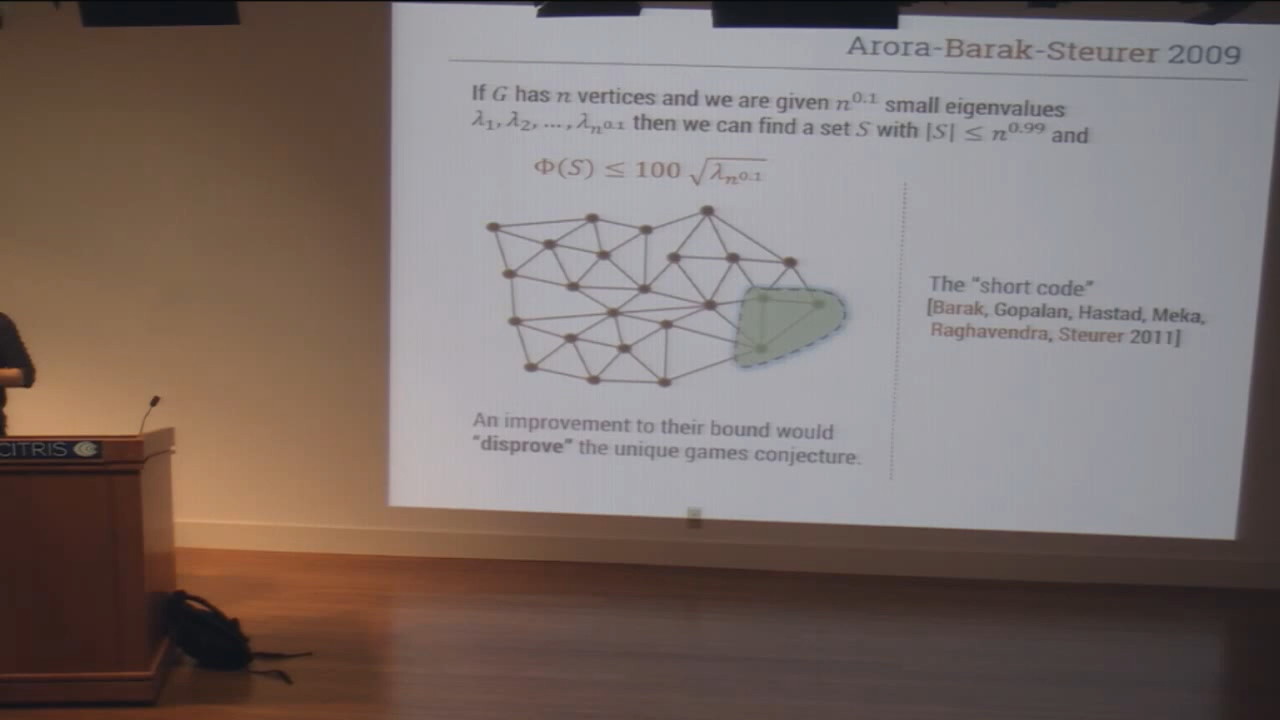 Arora-Barak-Steurer 2009
If G has n vertices and we are given n^0.1 small eigenvalues
λ1, λ2, ..., λn^0.1 then we can find a set S with |S| ≤ n^0.99 and
Φ(S) ≤ 100 √λn^0.1
The "short code"
[Barak, Gopalan, Hastad, Meka,
Raghavendra, Steurer 2011]
An improvement to their bound would
"disprove" the unique games conjecture.
CITRIS